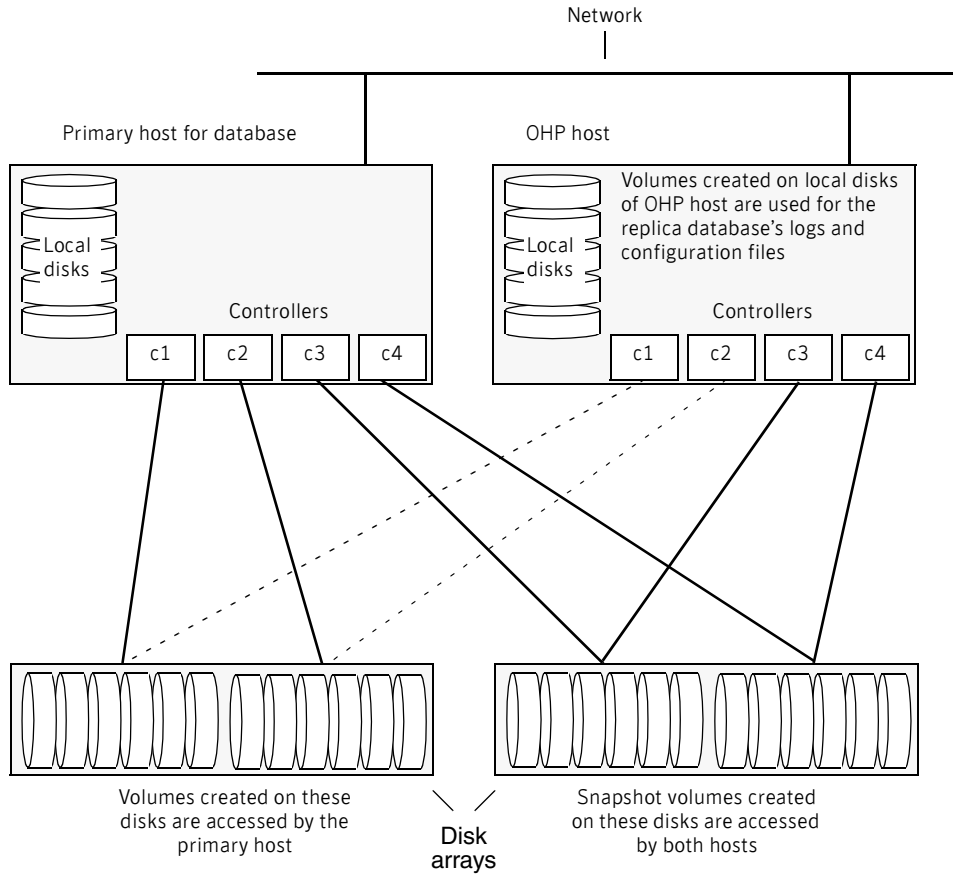 Network
Primary host for database
OHP host
Local
disks
Controllers
c1
c2
c3
c4
Local
disks
Volumes created on local disks
of OHP host are used for the
replica database's logs and
configuration files
Controllers
c1
c2
c3
c4
Volumes created on these
disks are accessed by the
primary host
Disk
arrays
Snapshot volumes created
on these disks are accessed
by both hosts